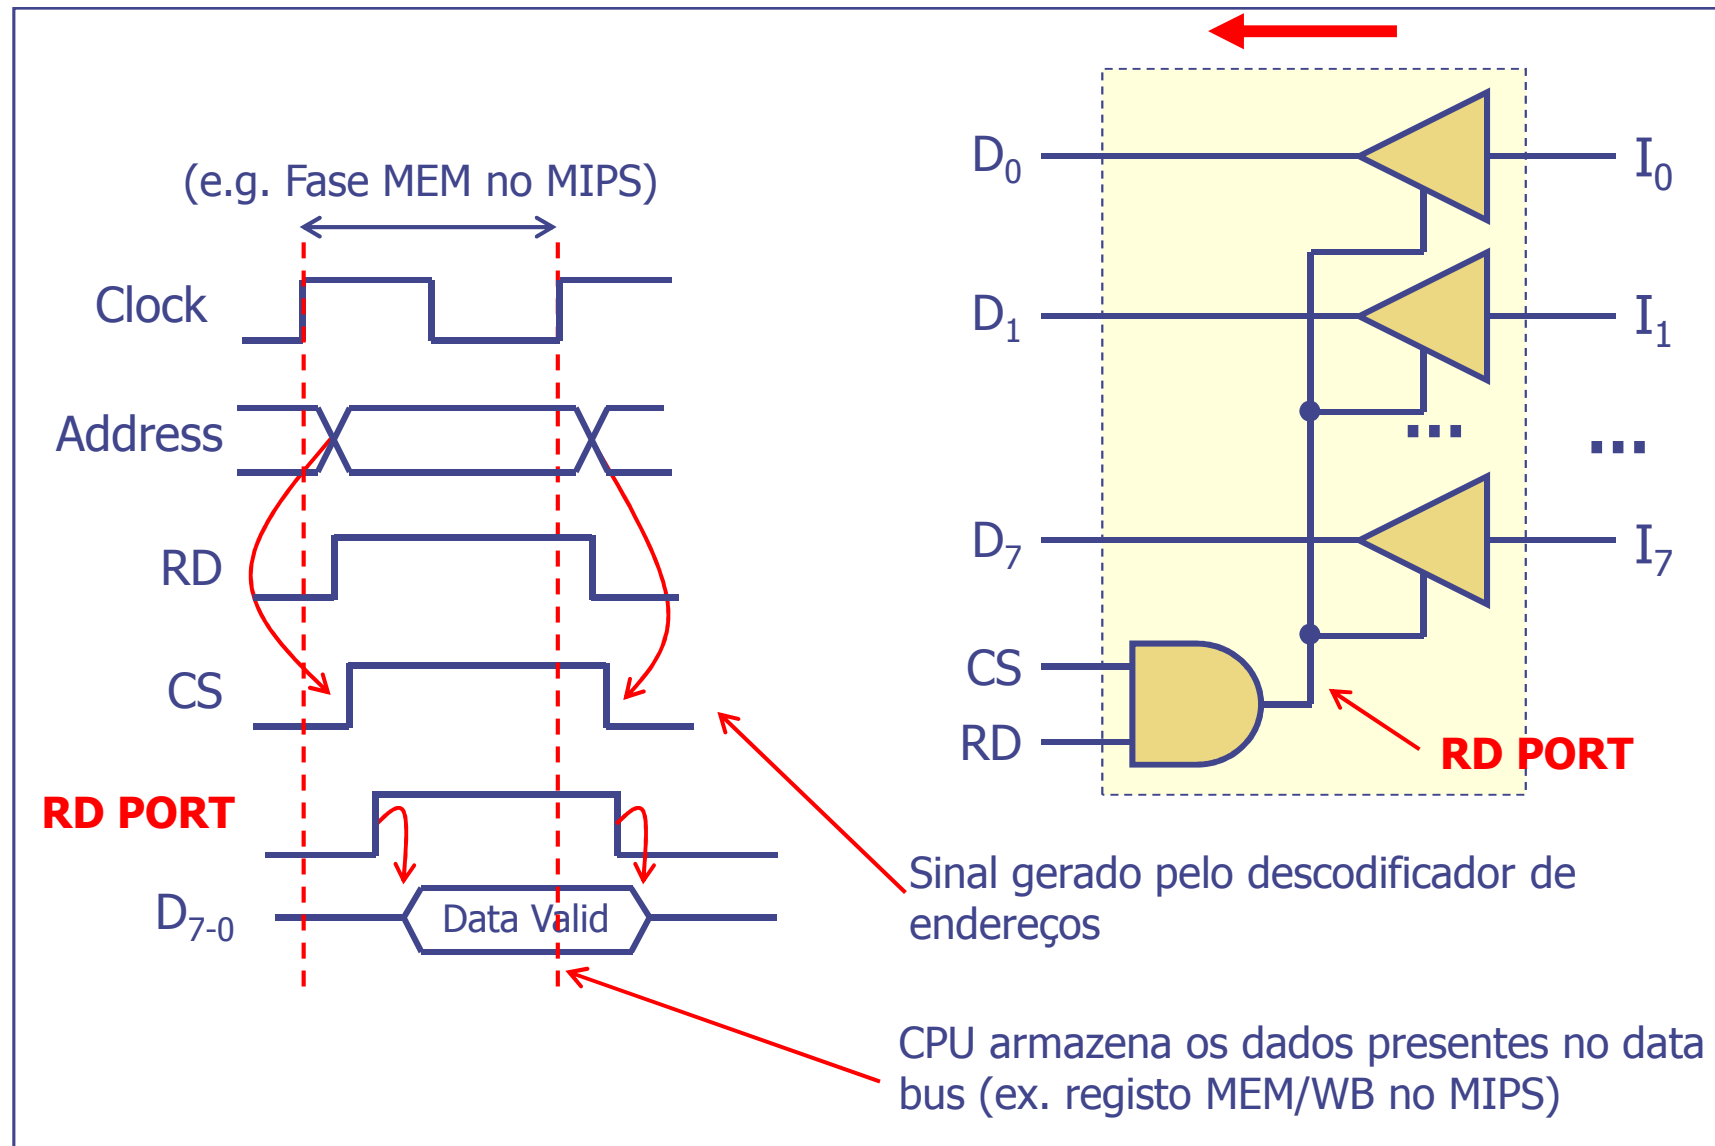 (e.g. Fase MEM no MIPS)
Clock
Address
RD
CS
RD PORT
D7-0
Data Valid
D0
I0
D1
I1
...
...
D7
I7
CS
RD
RD PORT
Sinal gerado pelo descodificador de
endereços
CPU armazena os dados presentes no data
bus (ex. registo MEM/WB no MIPS)